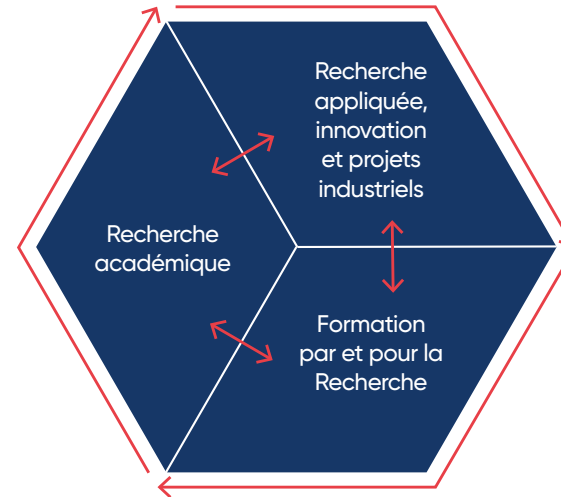 Recherche
appliquée,
innovation
et projets
industriels
Recherche
académique
Formation
par et pour la
Recherche